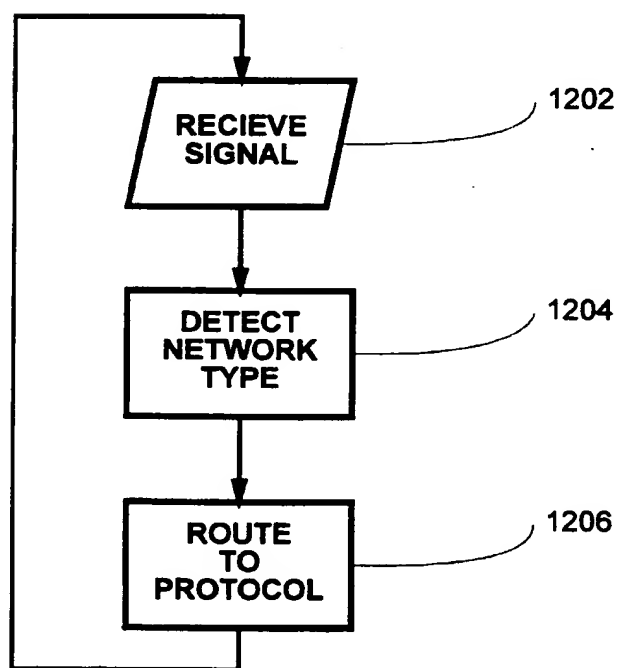 RECIEVE
SIGNAL
1202
DETECT
NETWORK
TYPE
1204
ROUTE
TO
PROTOCOL
1206